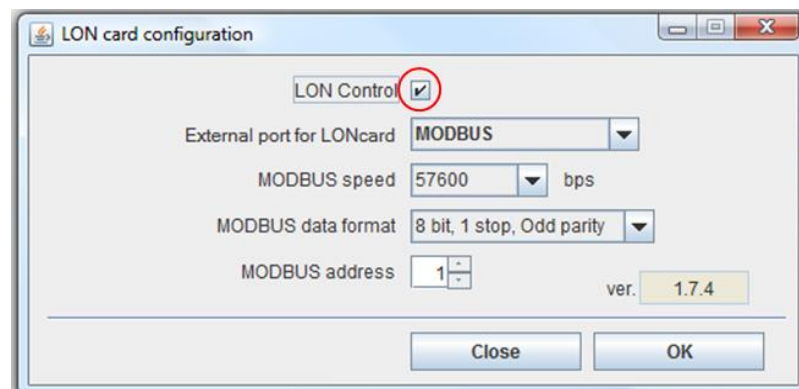 LON card configuration
LON Control
External port for LONcard MODBUS
MODBUS speed 57600 bps
MODBUS data format 8 bit, 1 stop, Odd parity
MODBUS address 1
ver. 1.7.4
Close OK